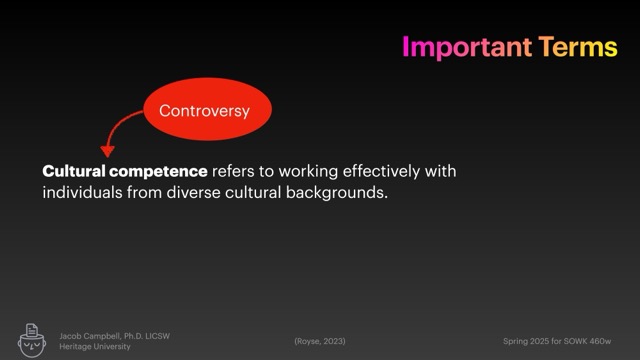 Important Terms
Controversy
Cultural competence refers to working effectively with
individuals from diverse cultural backgrounds.
Jacob Campbell, Ph.D. LICSW
Heritage University
(Royse, 2023)
Spring 2025 for SOWK 460w